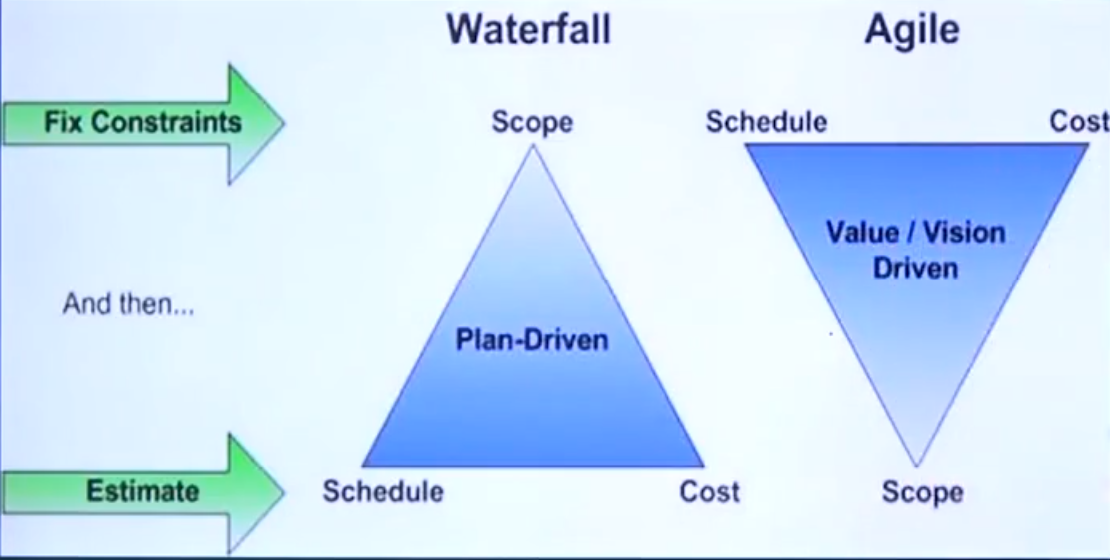 Waterfall
Agile
Fix Constraints
Scope
Schedule
Cost
Value / Vision
Driven
And then...
Plan-Driven
Estimate
Schedule
Cost
Scope